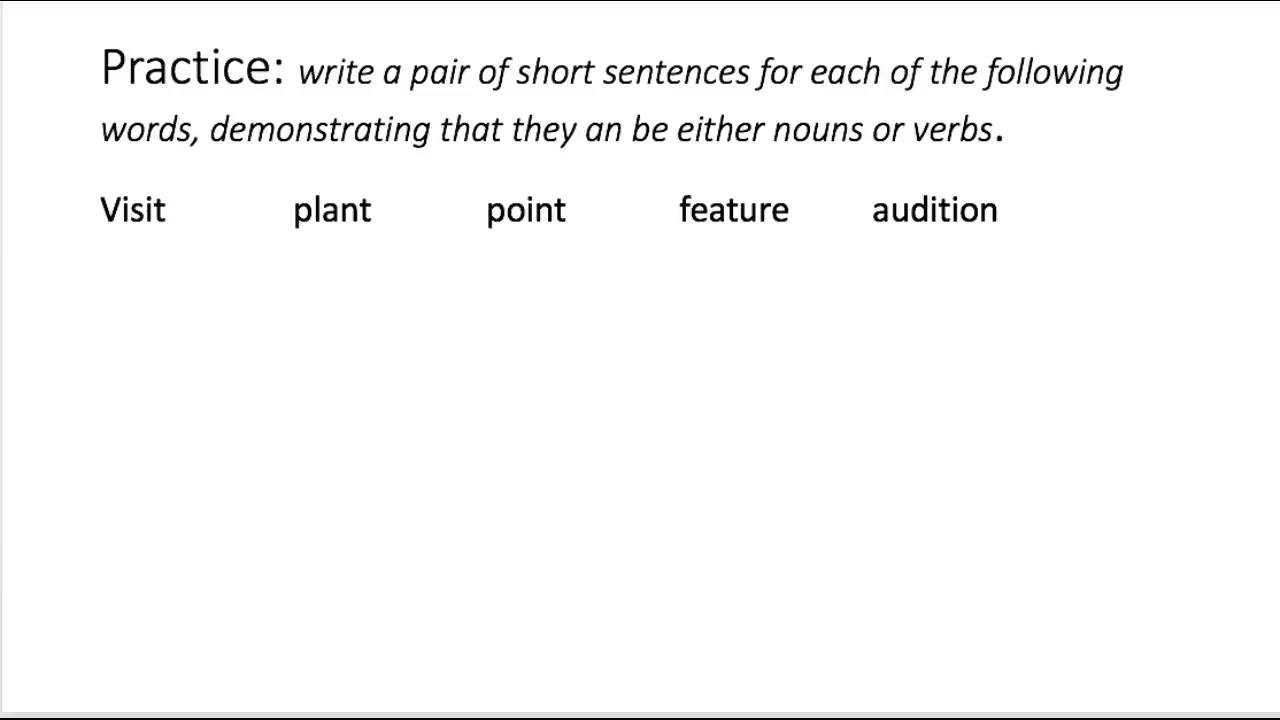 Practice: write a pair of short sentences for each of the following
words, demonstrating that they an be either nouns or verbs.
Visit plant point feature audition